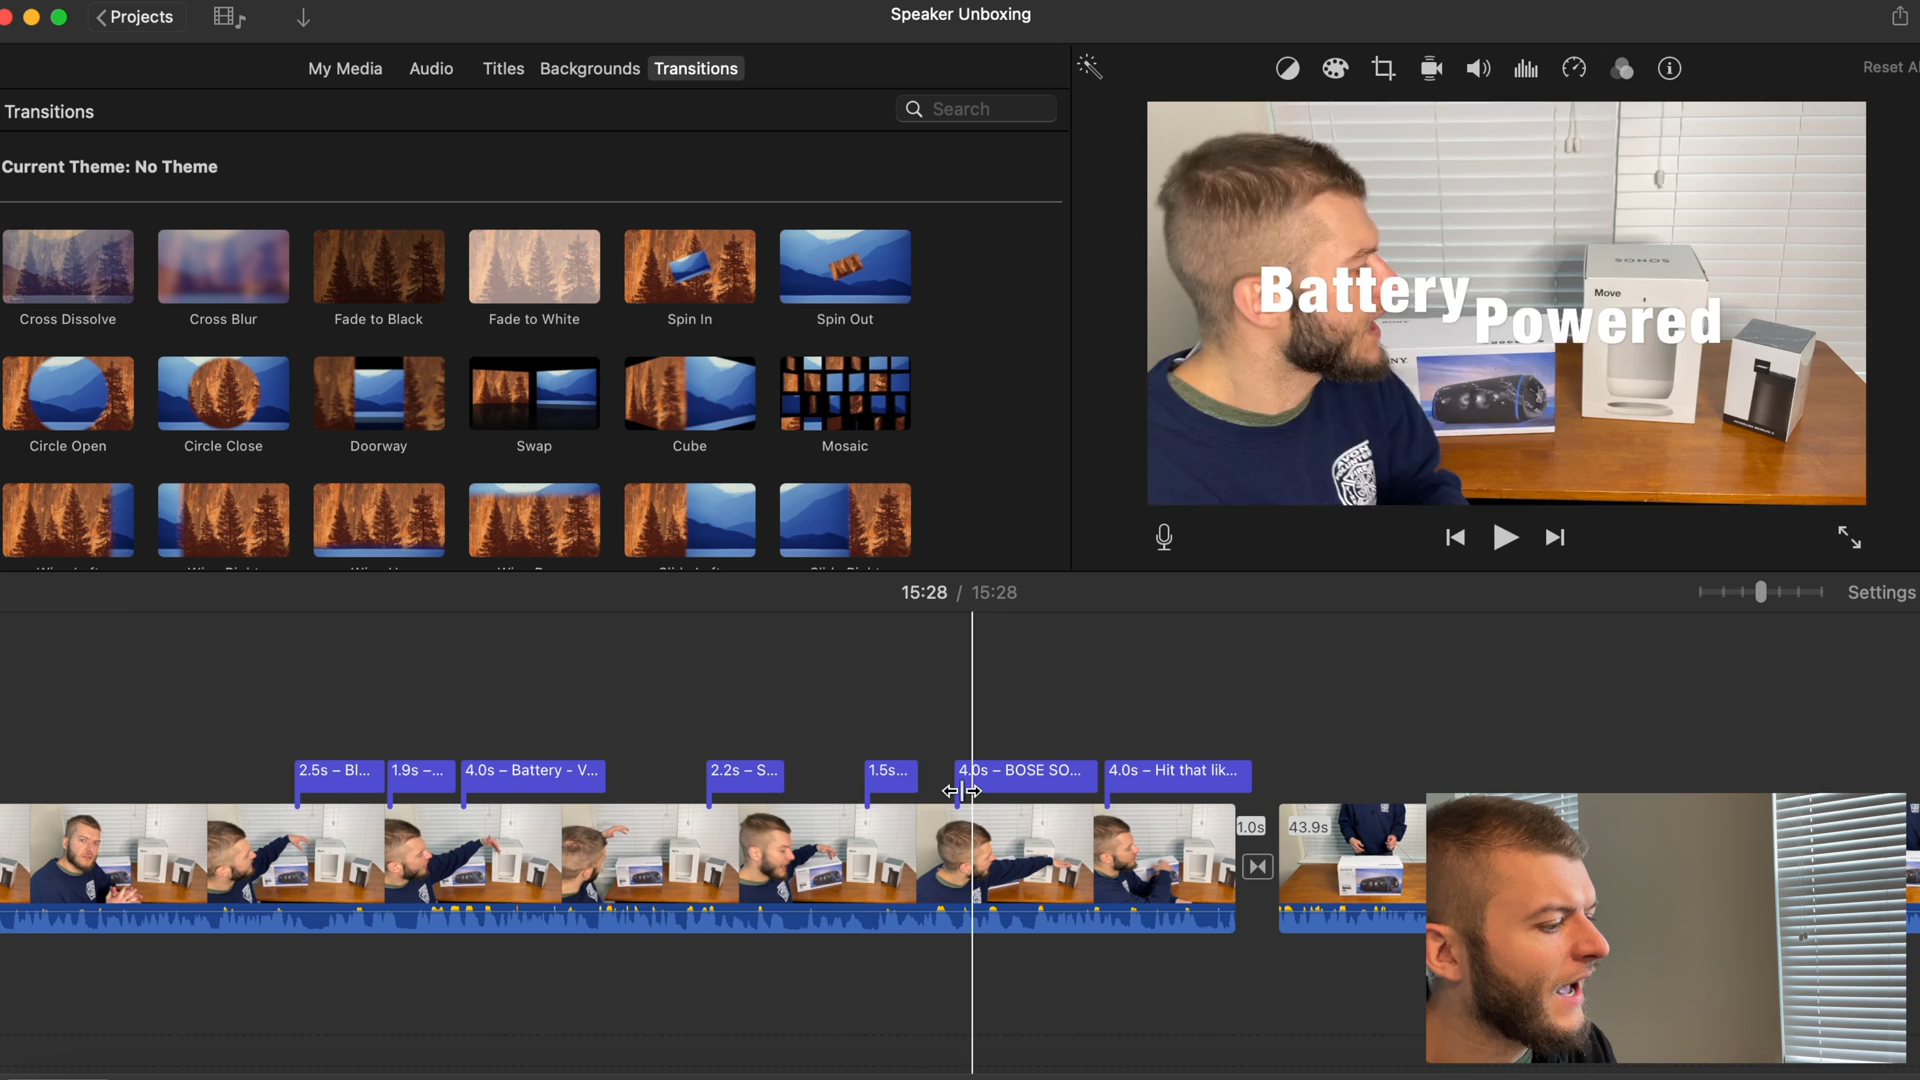 Projects
Speaker Unboxing
My Media
Audio
Titles
Backgrounds
Transitions
Reset Al
Transitions
Search
Current Theme: No Theme
Cross Dissolve
Cross Blur
Fade to Black
Fade to White
Spin In
Spin Out
Circle Open
Circle Close
Doorway
Swap
Cube
Mosaic
SONOS
Move
Battery
Powered
15:28 / 15:28
Settings
2.5s – Bl...
1.9s –...
4.0s – Battery - V...
2.2s – S...
1.5s...
4.0s – BOSE SO...
4.0s – Hit that lik...
1.0s
43.9s